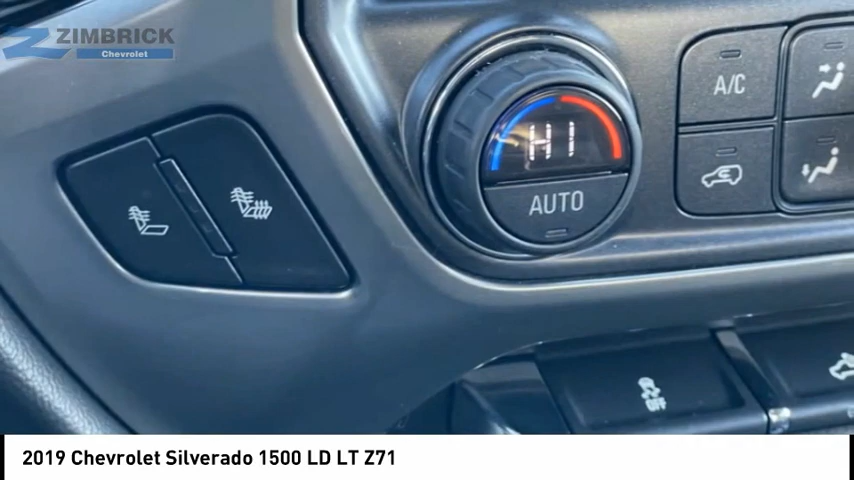 ZIMBRICK
Chevrolet
HI
AUTO
A/C
OFF
2019 Chevrolet Silverado 1500 LD LT Z71